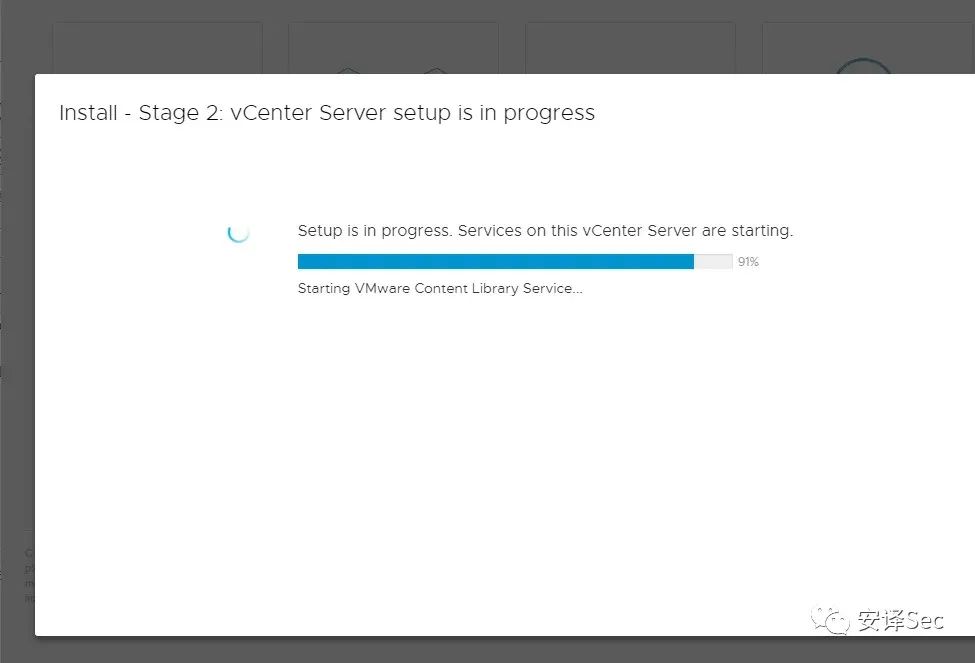 Install - Stage 2: vCenter Server setup is in progress
Setup is in progress. Services on this vCenter Server are starting.
91%
Starting VMware Content Library Service...
安译Sec